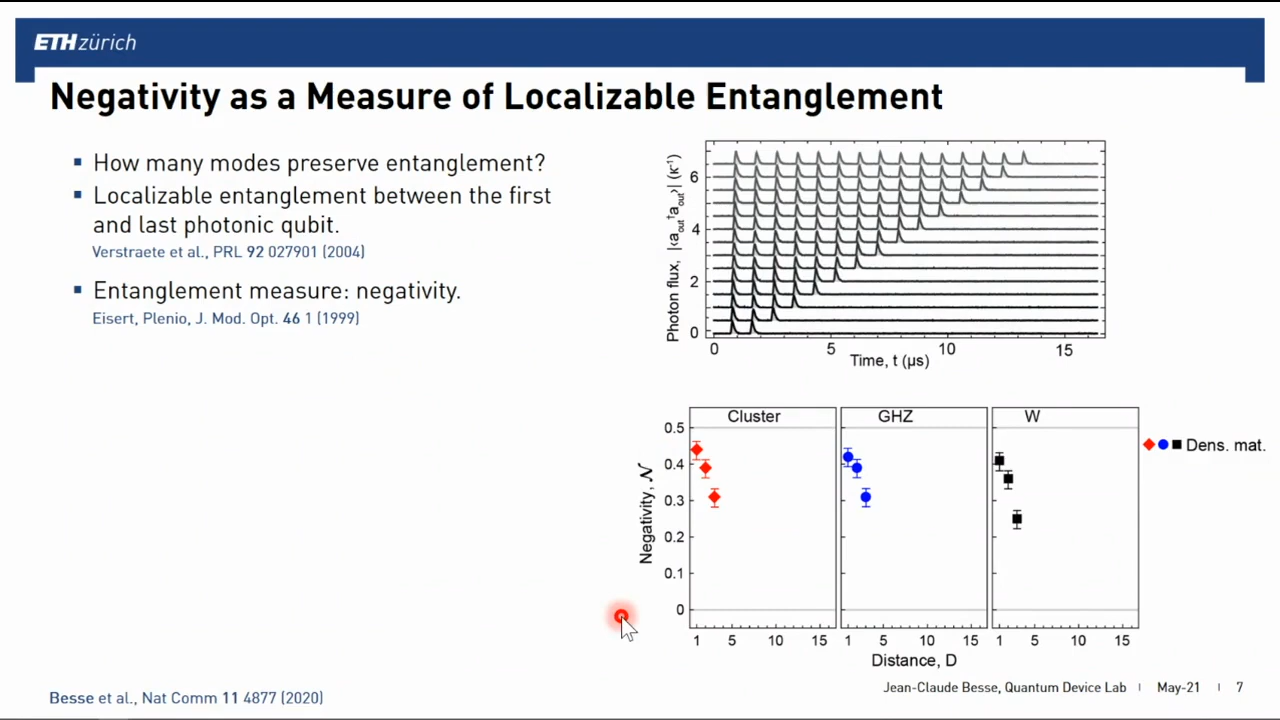 ETH zürich
Negativity as a Measure of Localizable Entanglement
How many modes preserve entanglement?
Localizable entanglement between the first
and last photonic qubit.
Verstraete et al., PRL 92 027901 (2004)
Entanglement measure: negativity.
Eisert, Plenio, J. Mod. Opt. 46 1 (1999)
Photon flux, |⟨a_out†a_out⟩| (κ⁻¹)
6
4
2
0
0 5 10 15
Time, t (µs)
Cluster GHZ W
Dens. mat.
Negativity, 𝒩
0.5
0.4
0.3
0.2
0.1
0
1 5 10 15 1 5 10 15 1 5 10 15
Distance, D
Besse et al., Nat Comm 11 4877 (2020)
Jean-Claude Besse, Quantum Device Lab | May-21 | 7